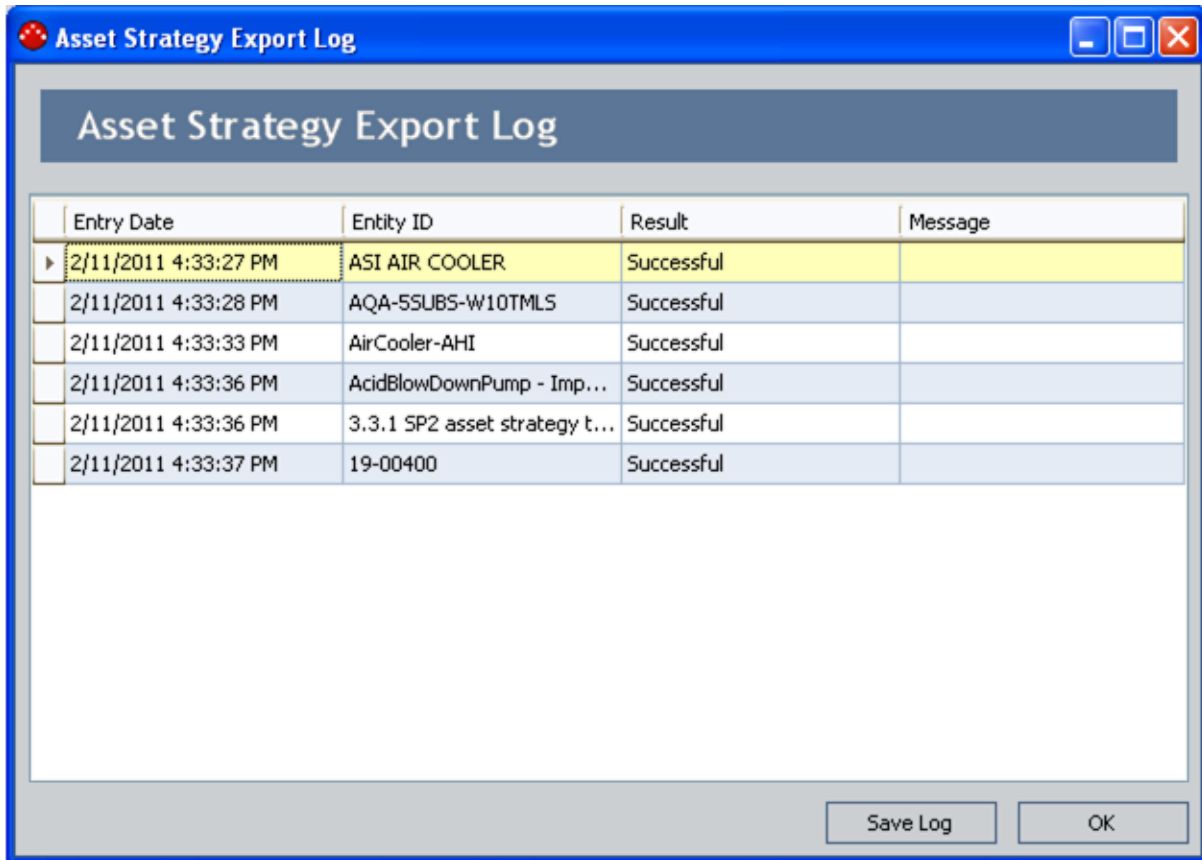 Asset Strategy Export Log
Asset Strategy Export Log
Entry Date Entity ID Result Message
2/11/2011 4:33:27 PM ASI AIR COOLER Successful
2/11/2011 4:33:28 PM AQA-5SUBS-W10TMLS Successful
2/11/2011 4:33:33 PM AirCooler-AHI Successful
2/11/2011 4:33:36 PM AcidBlowDownPump - Imp... Successful
2/11/2011 4:33:36 PM 3.3.1 SP2 asset strategy t... Successful
2/11/2011 4:33:37 PM 19-00400 Successful
Save Log OK